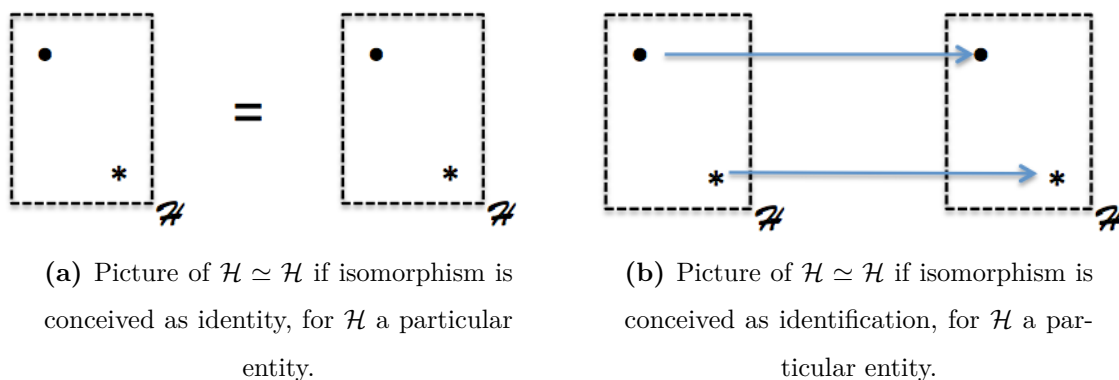 =
* * * *
ℋ ℋ ℋ ℋ
(a) Picture of ℋ ≃ ℋ if isomorphism is
conceived as identity, for ℋ a particular
entity.
(b) Picture of ℋ ≃ ℋ if isomorphism is
conceived as identification, for ℋ a par-
ticular entity.